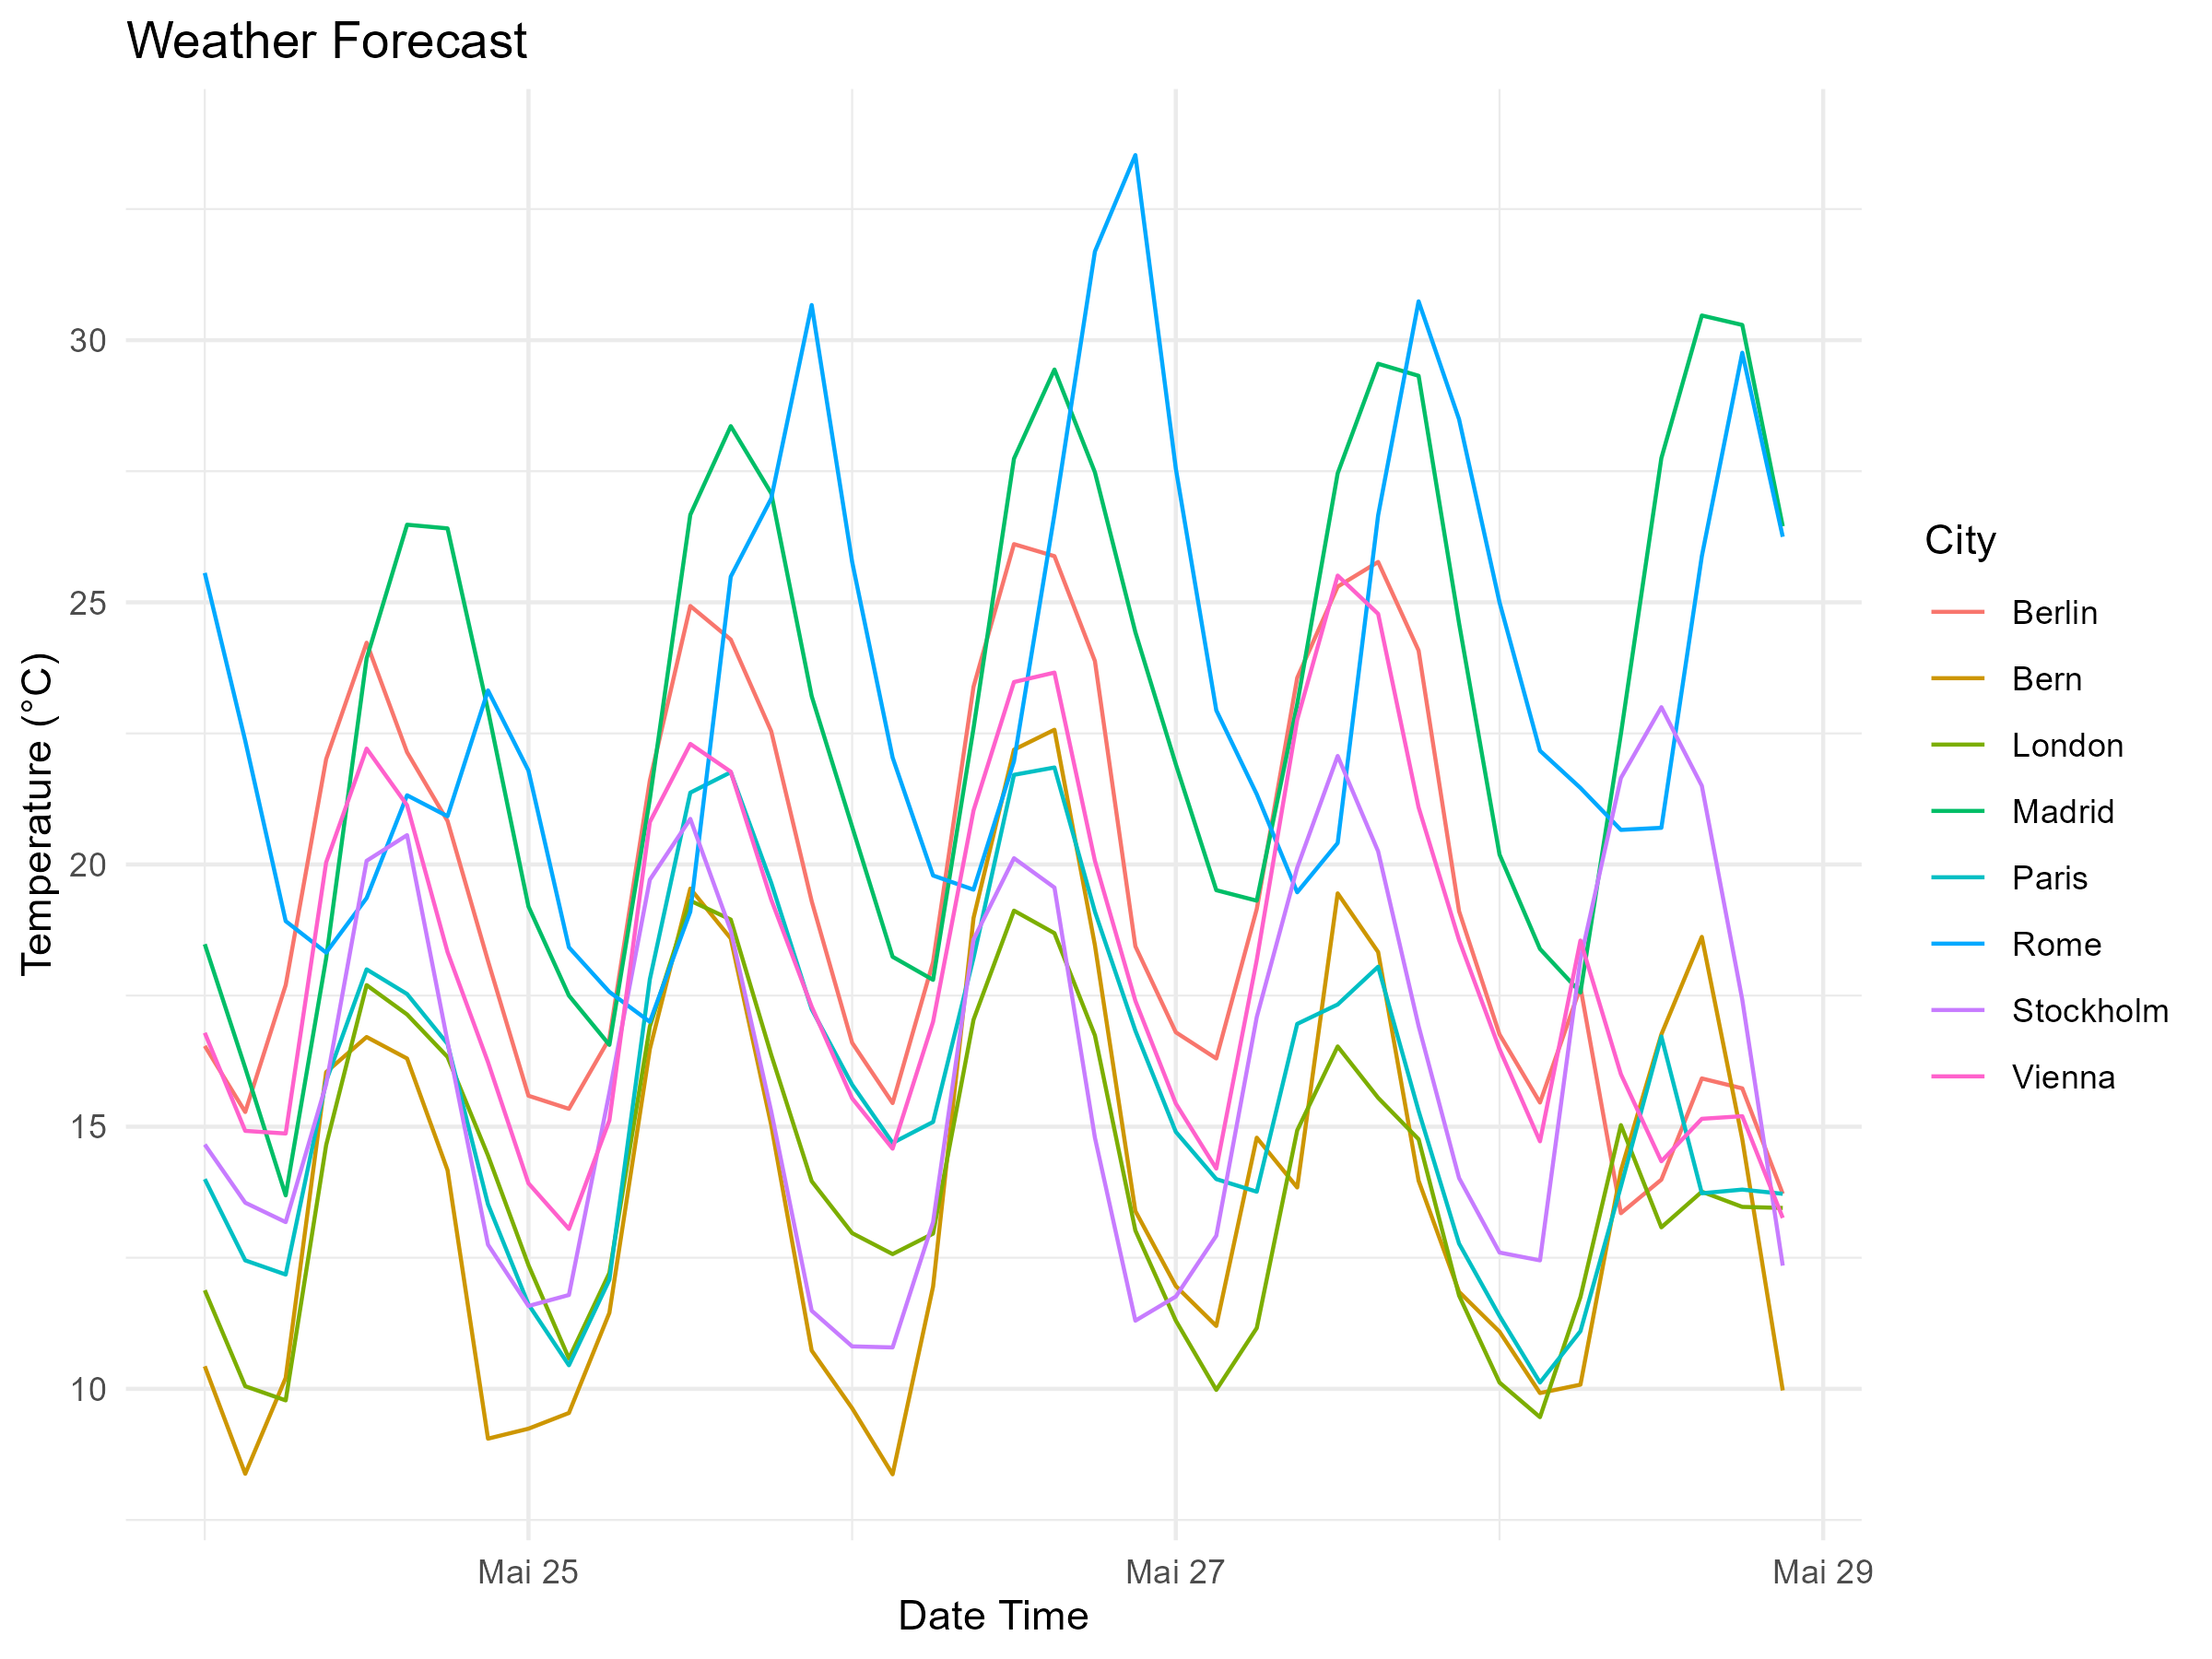 Weather Forecast
30
25
20
15
10
Temperature (°C)
Mai 25
Mai 27
Mai 29
Date Time
City
Berlin
Bern
London
Madrid
Paris
Rome
Stockholm
Vienna